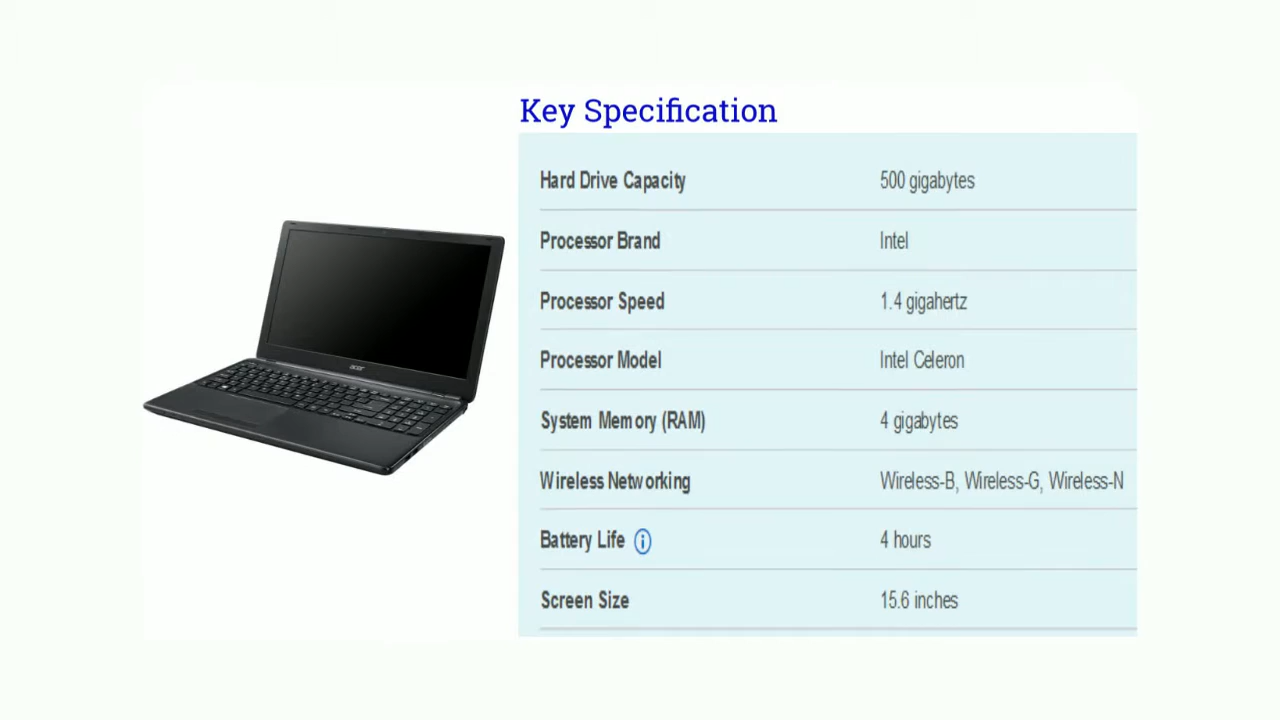 Key Specification
Hard Drive Capacity 500 gigabytes
Processor Brand Intel
Processor Speed 1.4 gigahertz
Processor Model Intel Celeron
System Memory (RAM) 4 gigabytes
Wireless Networking Wireless-B, Wireless-G, Wireless-N
Battery Life i 4 hours
Screen Size 15.6 inches
acer